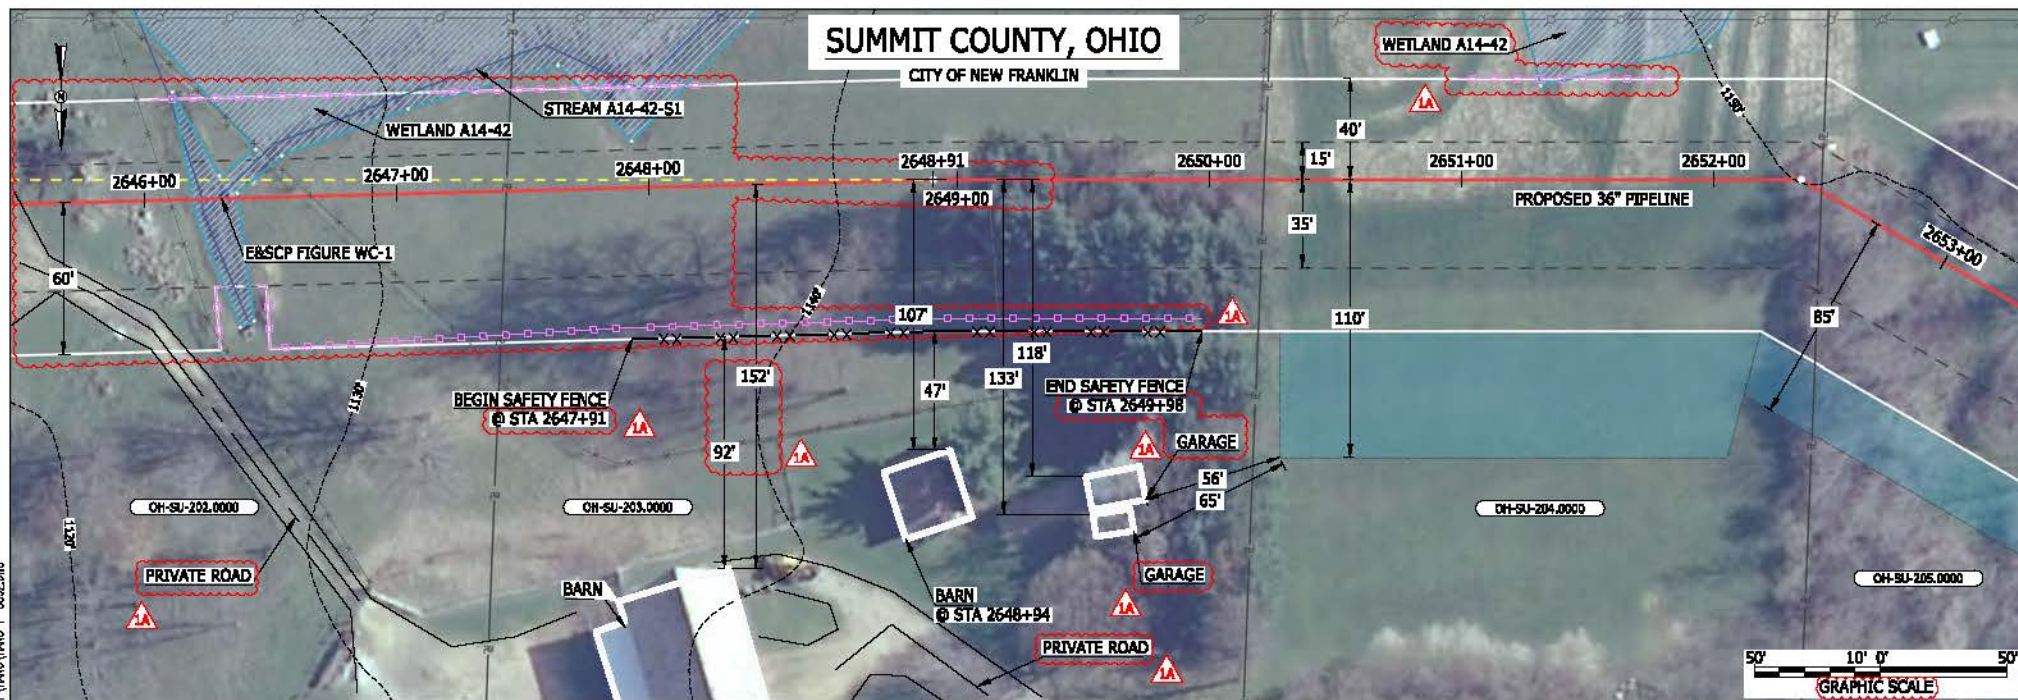 SUMMIT COUNTY, OHIO
CITY OF NEW FRANKLIN
WETLAND A14-42
1A
STREAM A14-42-S1
WETLAND A14-42
1150'
40'
15'
2646+00
2647+00
2648+00
2648+91
2649+00
2650+00
2651+00
2652+00
PROPOSED 36" PIPELINE
35'
E&SCP FIGURE WC-1
2653+00
60'
1140'
107'
1A
110'
85'
118'
133'
152'
47'
1130'
BEGIN SAFETY FENCE
@ STA 2647+91
1A
END SAFETY FENCE
@ STA 2649+98
1A
GARAGE
92'
1A
56'
65'
OH-SU-202.0000
OH-SU-203.0000
OH-SU-204.0000
1120'
PRIVATE ROAD
1A
BARN
GARAGE
1A
BARN
@ STA 2648+94
OH-SU-205.0000
PRIVATE ROAD
1A
50' 10' 0' 50'
GRAPHIC SCALE